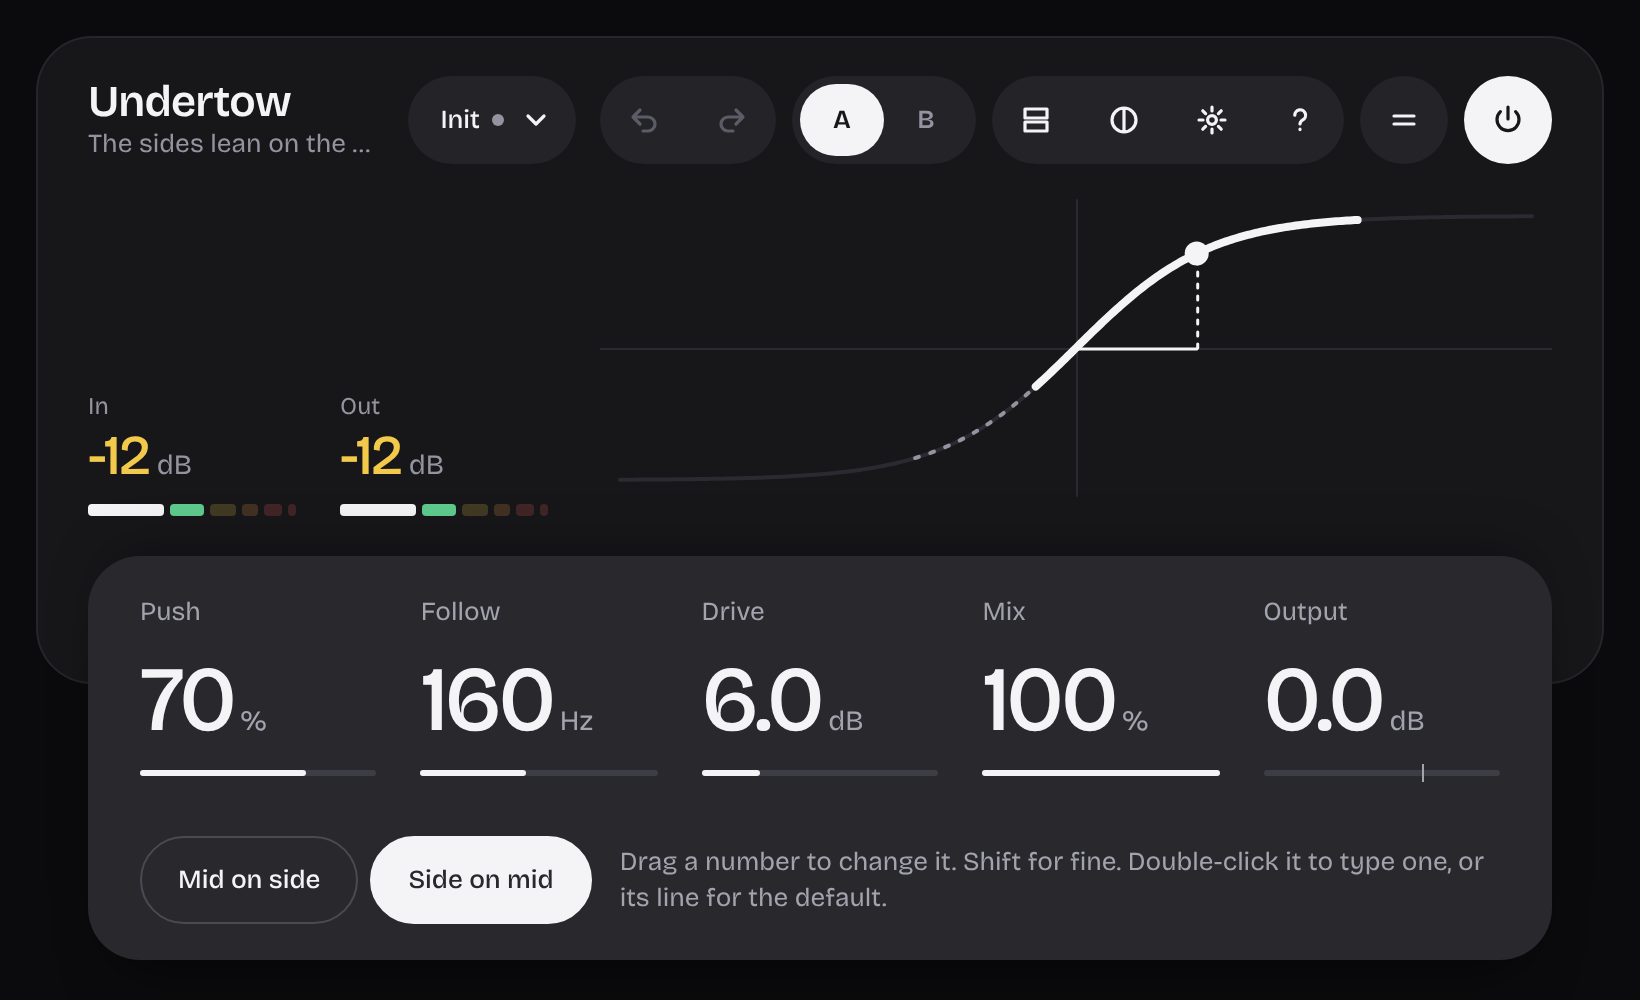 Undertow
The sides lean on the ...
Init
A
B
?
In
-12 dB
Out
-12 dB
Push
70 %
Follow
160 Hz
Drive
6.0 dB
Mix
100 %
Output
0.0 dB
Mid on side
Side on mid
Drag a number to change it. Shift for fine. Double-click it to type one, or
its line for the default.